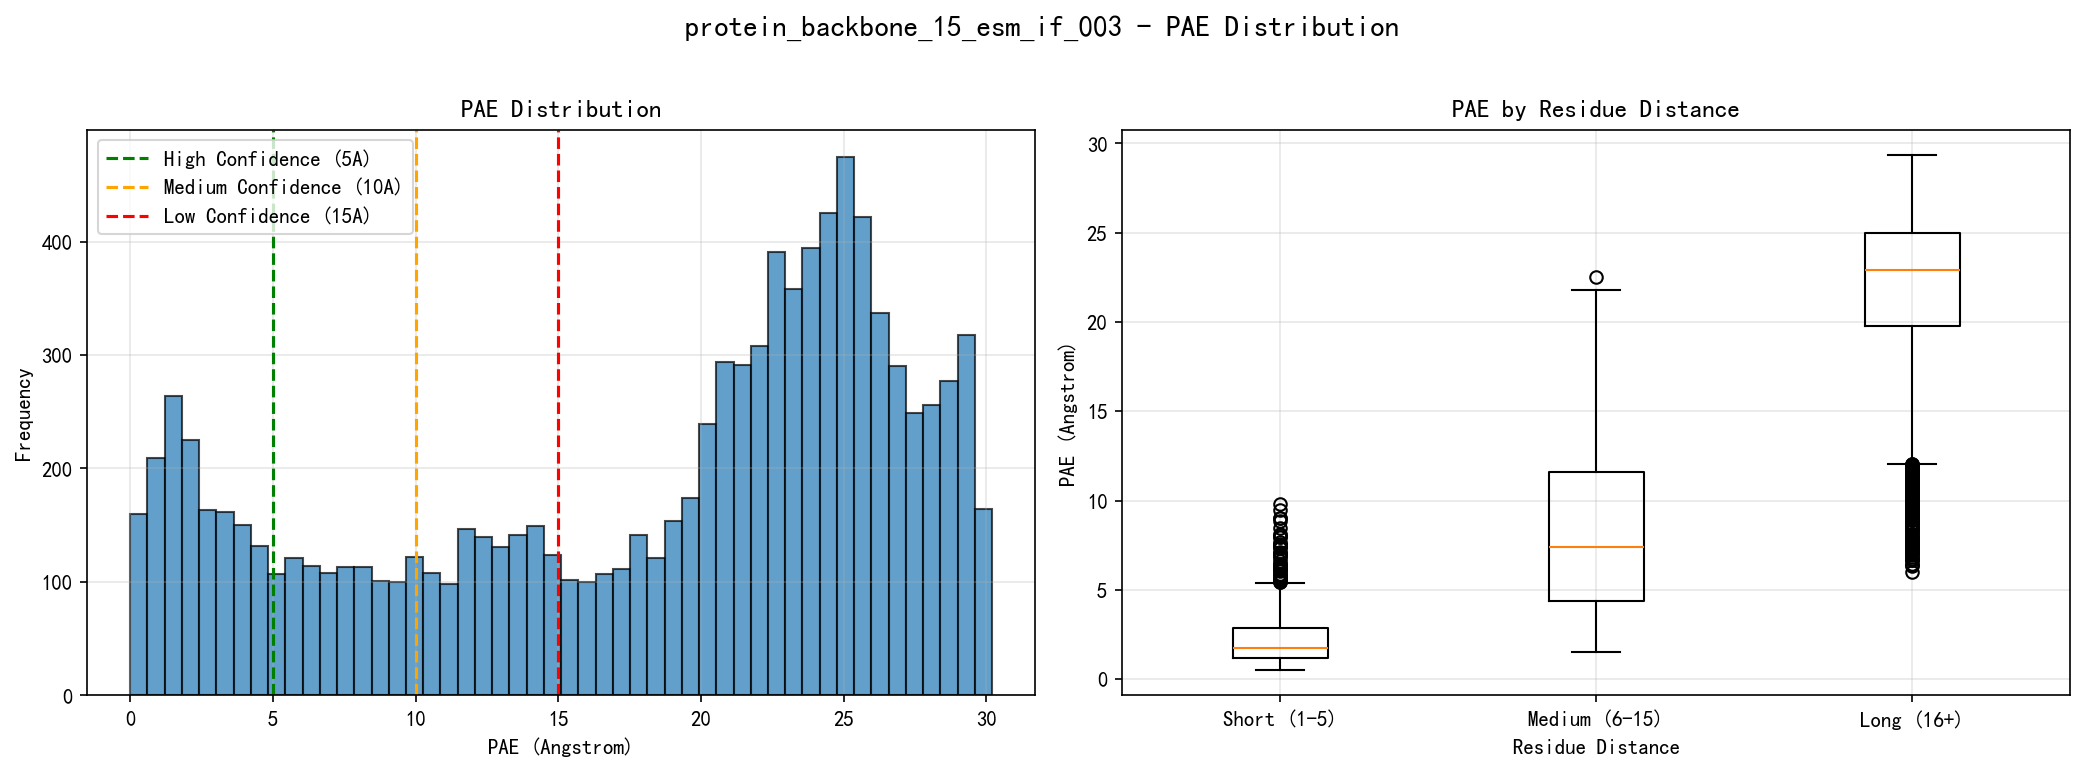 protein_backbone_15_esm_if_003 - PAE Distribution
PAE Distribution
High Confidence (5A)
Medium Confidence (10A)
Low Confidence (15A)
Frequency
400
300
200
100
0
0 5 10 15 20 25 30
PAE (Angstrom)
PAE by Residue Distance
PAE (Angstrom)
30
25
20
15
10
5
0
Short (1-5) Medium (6-15) Long (16+)
Residue Distance